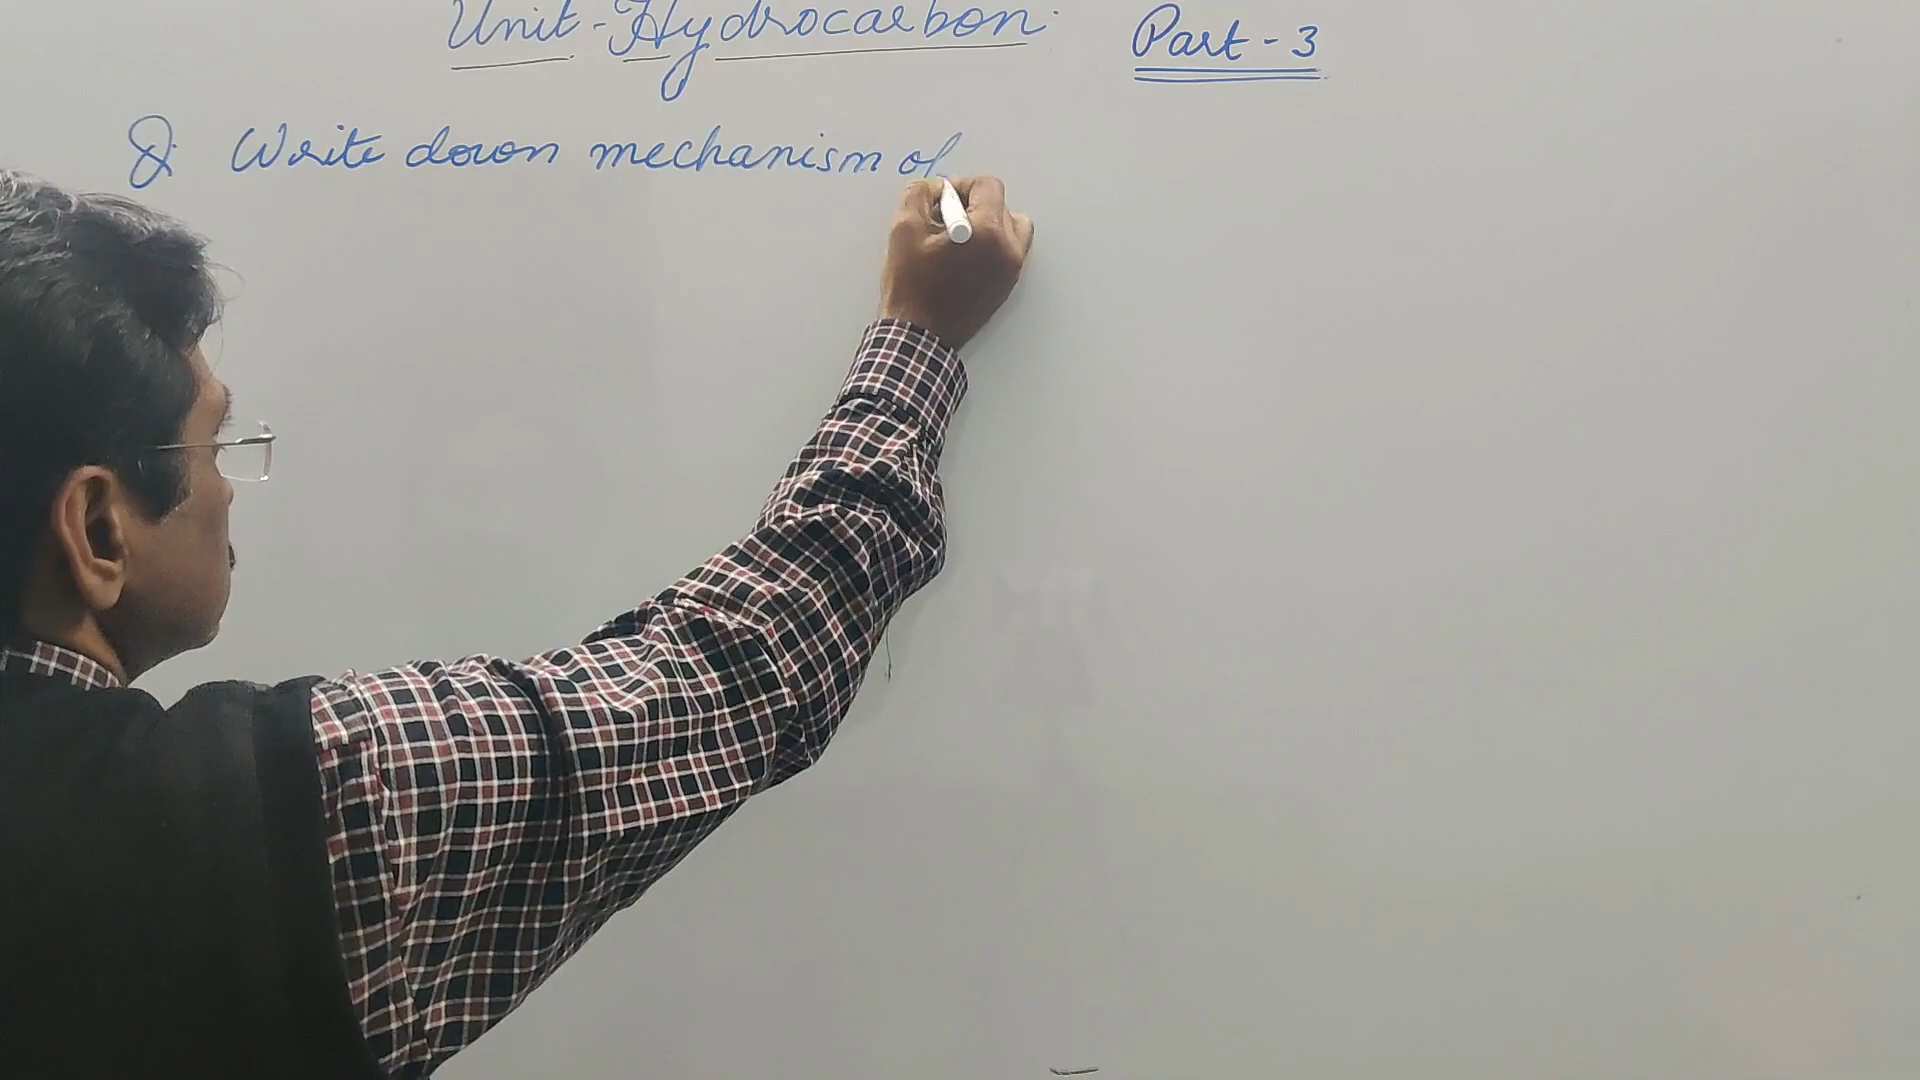 Unit-Hydrocarbon. Part-3
Q. Write down mechanism of